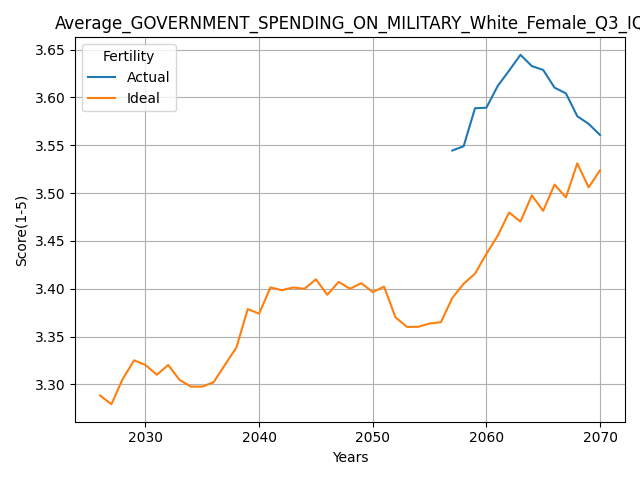 Average_GOVERNMENT_SPENDING_ON_MILITARY_White_Female_Q3_IQ
Fertility
Actual
Ideal
Score(1-5)
3.65
3.60
3.55
3.50
3.45
3.40
3.35
3.30
2030 2040 2050 2060 2070
Years